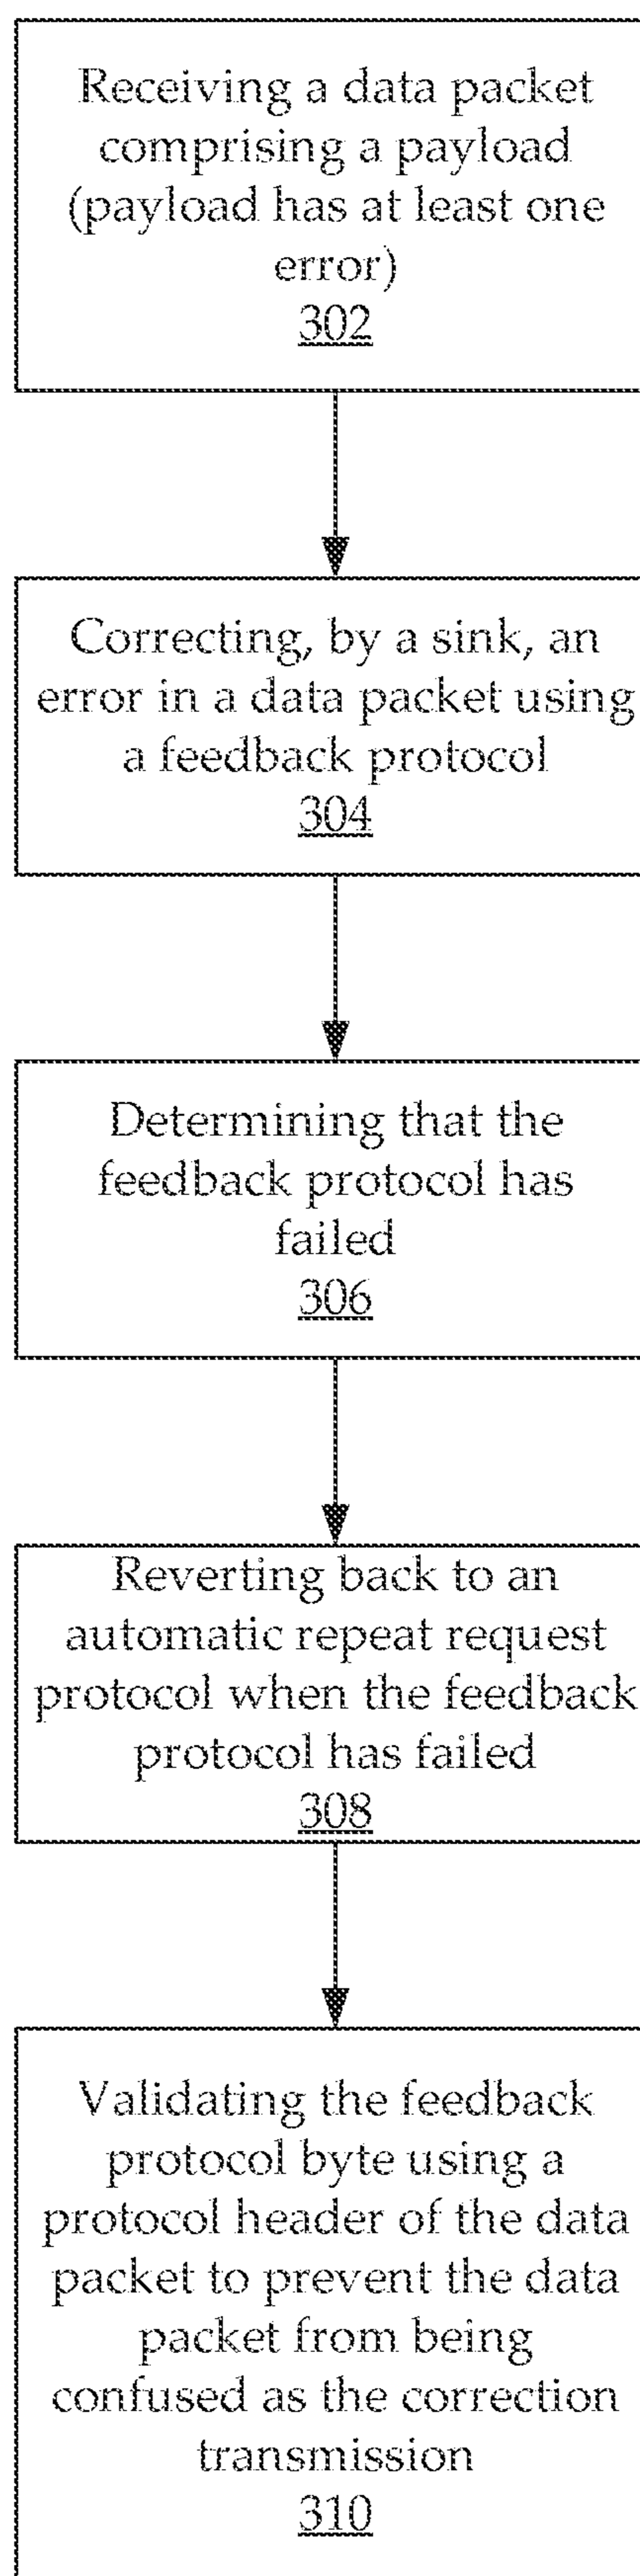 Receiving a data packet
comprising a payload
(payload has at least one
error)
302
Correcting, by a sink, an
error in a data packet using
a feedback protocol
304
Determining that the
feedback protocol has
failed
306
Reverting back to an
automatic repeat request
protocol when the feedback
protocol has failed
308
Validating the feedback
protocol byte using a
protocol header of the data
packet to prevent the data
packet from being
confused as the correction
transmission
310